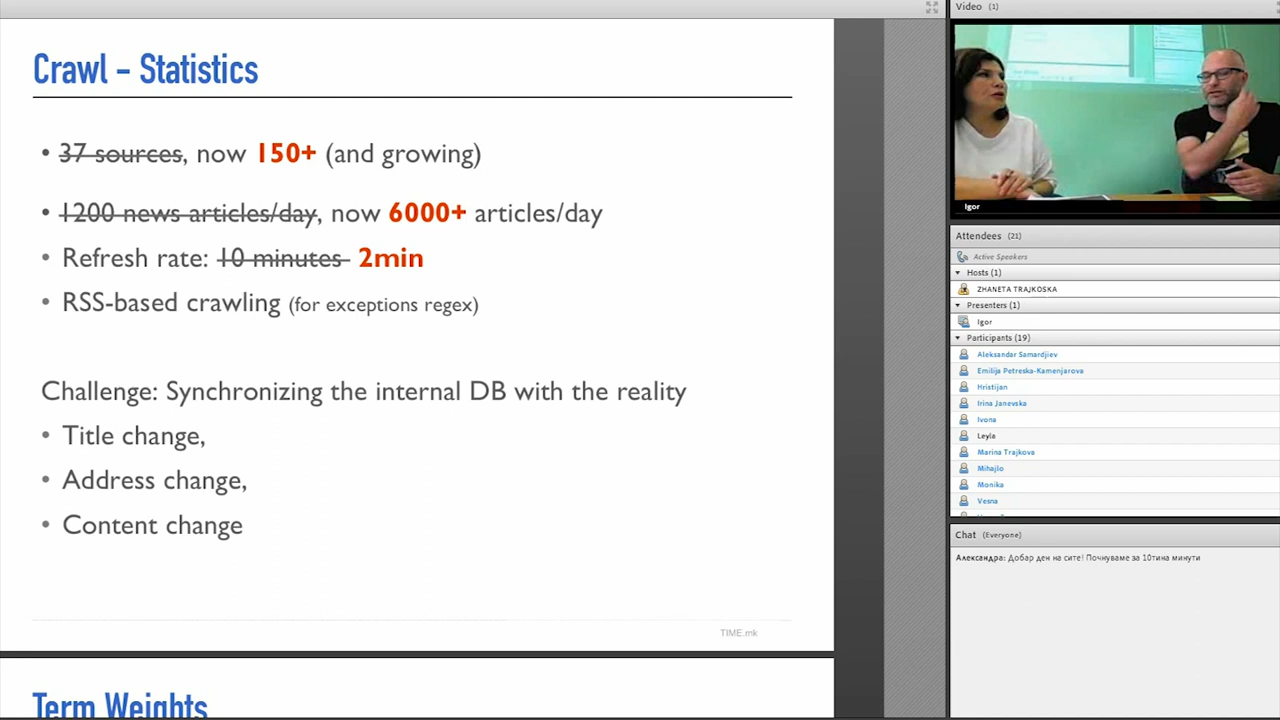 Crawl – Statistics
• 37 sources, now 150+ (and growing)
• 1200 news articles/day, now 6000+ articles/day
• Refresh rate: 10 minutes 2min
• RSS-based crawling (for exceptions regex)
Challenge: Synchronizing the internal DB with the reality
• Title change,
• Address change,
• Content change
TIME.mk
Term Weights
Video (1)
Igor
Attendees (21)
Active Speakers
Hosts (1)
ZHANETA TRAJKOSKA
Presenters (1)
Igor
Participants (19)
Aleksandar Samardjiev
Emilija Petreska-Kamenjarova
Hristijan
Irina Janevska
Ivona
Leyla
Marina Trajkova
Mihajlo
Monika
Vesna
Chat (Everyone)
Александра: Добар ден на сите! Почнуваме за 10тина минути